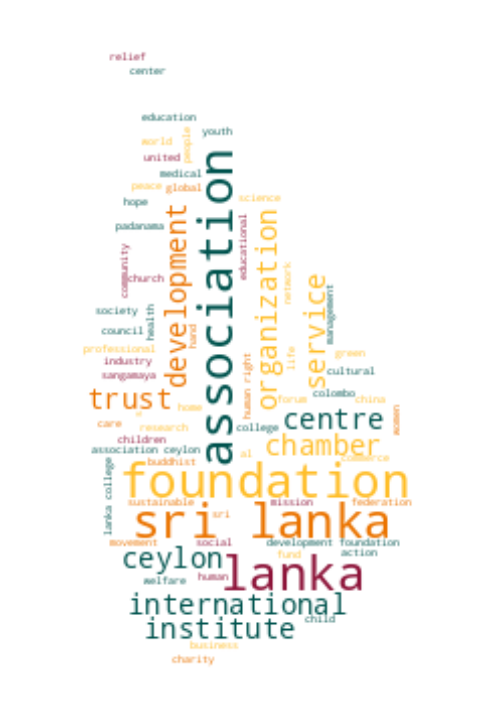 relief
center
education
youth
world
people
united
medical
peace
global
science
hope
association
padanama
development
organization
educational
community
church
network
service
society
health
management
council
hand
professional
life
green
industry
human right
sangamaya
cultural
trust
home
forum
colombo
china
women
care
research
college
centre
children
chamber
association ceylon
al
commerce
buddhist
lanka college
foundation
sustainable
mission
federation
sri lanka
sri
movement
social
development foundation
ceylon
fund
action
welfare
human
lanka
international
institute
child
business
charity